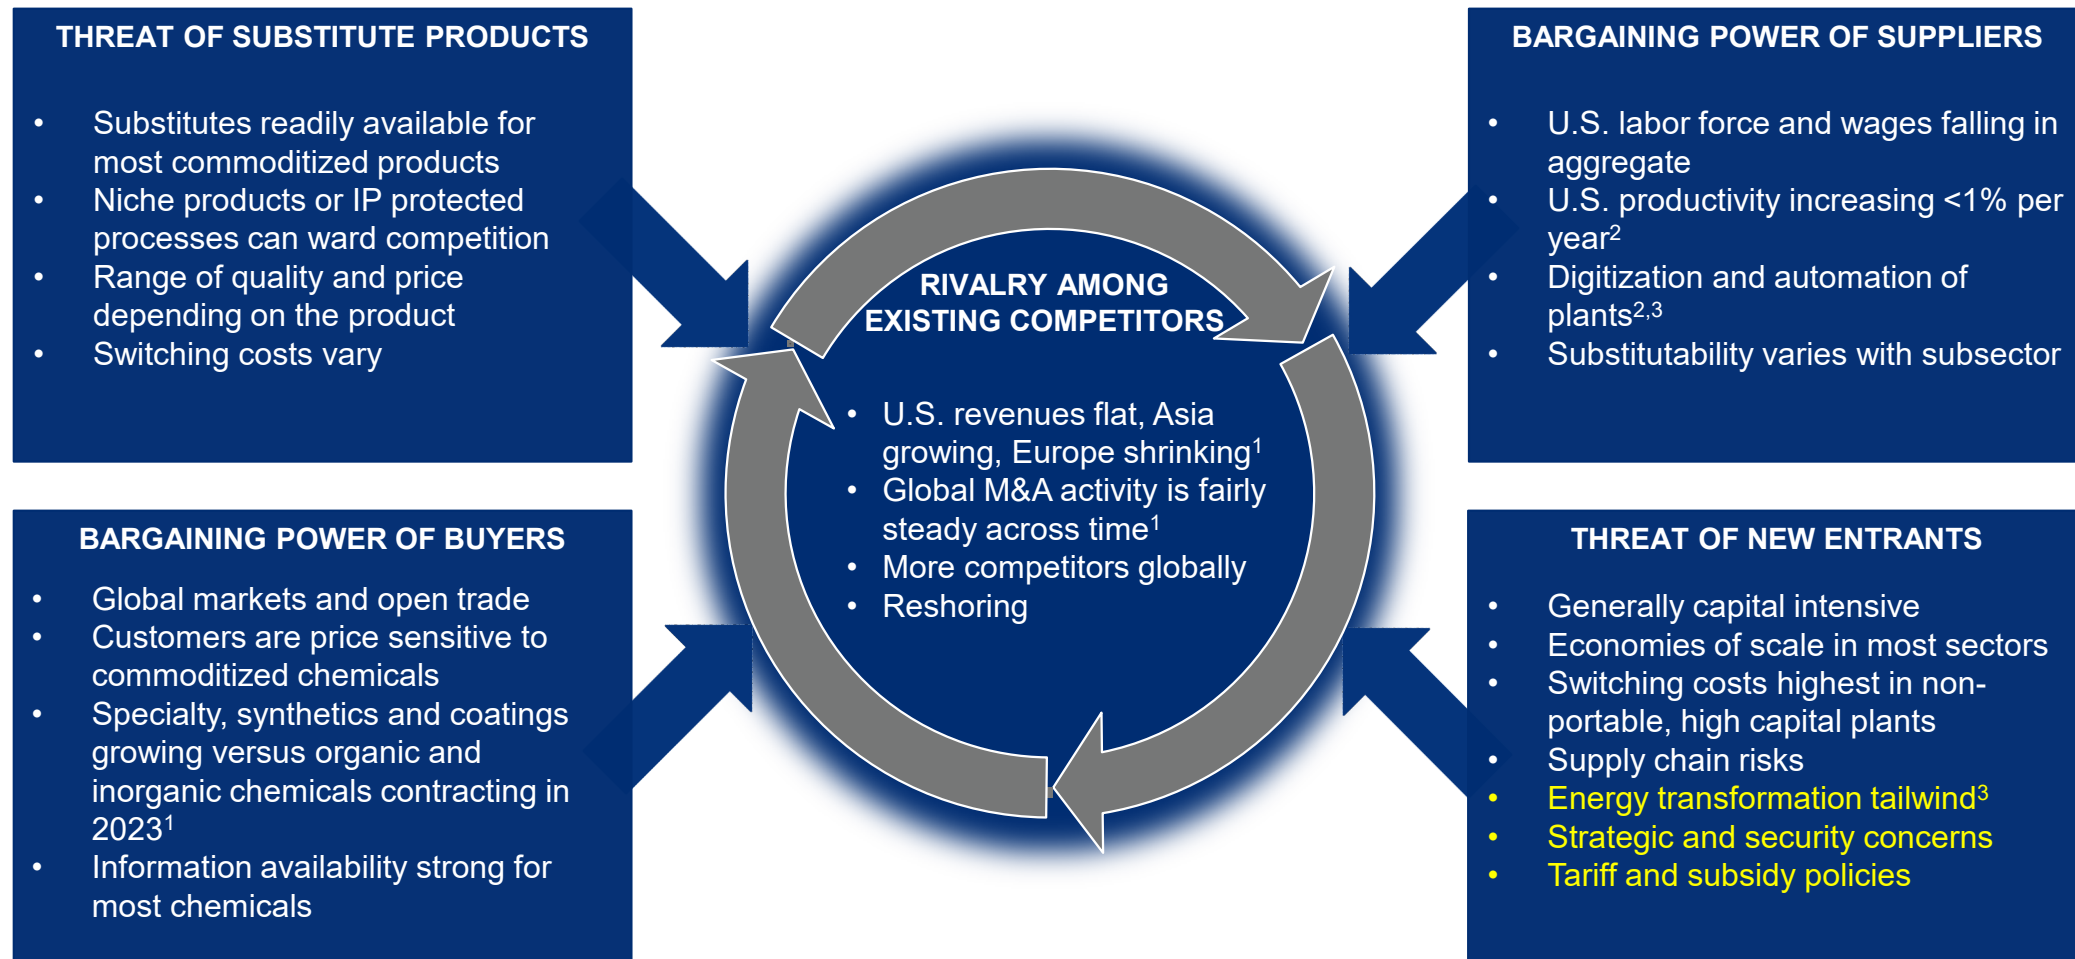 THREAT OF SUBSTITUTE PRODUCTS
• Substitutes readily available for
most commoditized products
• Niche products or IP protected
processes can ward competition
• Range of quality and price
depending on the product
• Switching costs vary
BARGAINING POWER OF SUPPLIERS
• U.S. labor force and wages falling in
aggregate
• U.S. productivity increasing <1% per
year²
• Digitization and automation of
plants²,³
• Substitutability varies with subsector
RIVALRY AMONG
EXISTING COMPETITORS
• U.S. revenues flat, Asia
growing, Europe shrinking¹
• Global M&A activity is fairly
steady across time¹
• More competitors globally
• Reshoring
BARGAINING POWER OF BUYERS
• Global markets and open trade
• Customers are price sensitive to
commoditized chemicals
• Specialty, synthetics and coatings
growing versus organic and
inorganic chemicals contracting in
2023¹
• Information availability strong for
most chemicals
THREAT OF NEW ENTRANTS
• Generally capital intensive
• Economies of scale in most sectors
• Switching costs highest in non-
portable, high capital plants
• Supply chain risks
• Energy transformation tailwind³
• Strategic and security concerns
• Tariff and subsidy policies